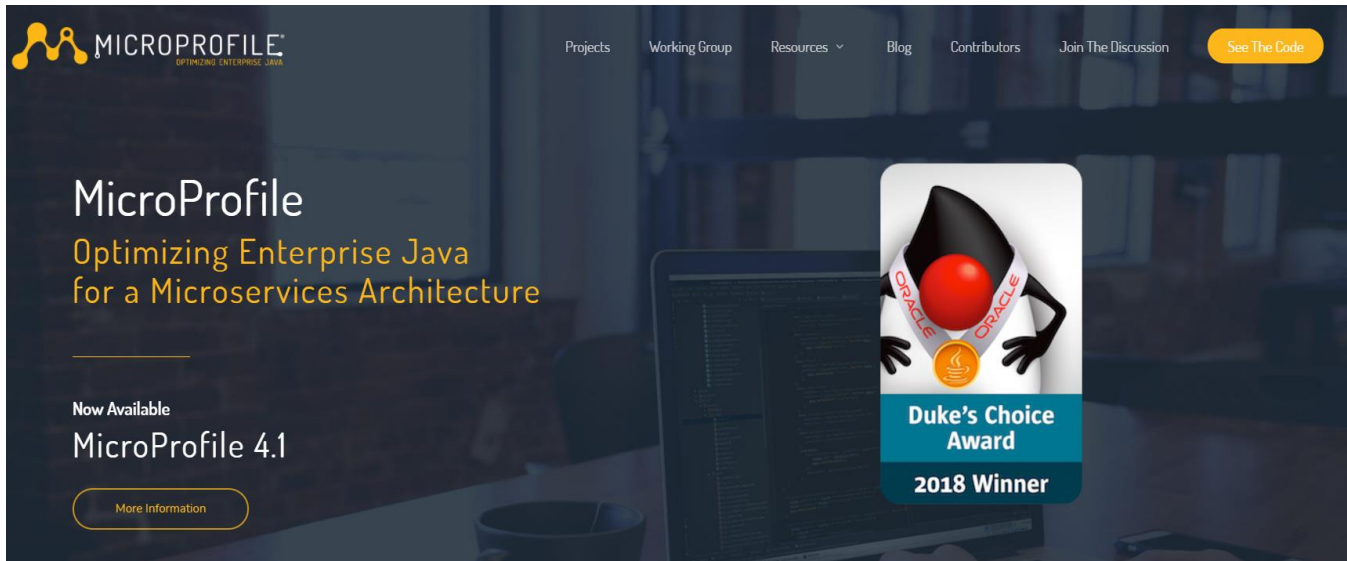 MICROPROFILE®
OPTIMIZING ENTERPRISE JAVA
Projects
Working Group
Resources
Blog
Contributors
Join The Discussion
See The Code
MicroProfile
Optimizing Enterprise Java
for a Microservices Architecture
Now Available
MicroProfile 4.1
More Information
ORACLE
ORACLE
Duke's Choice
Award
2018 Winner